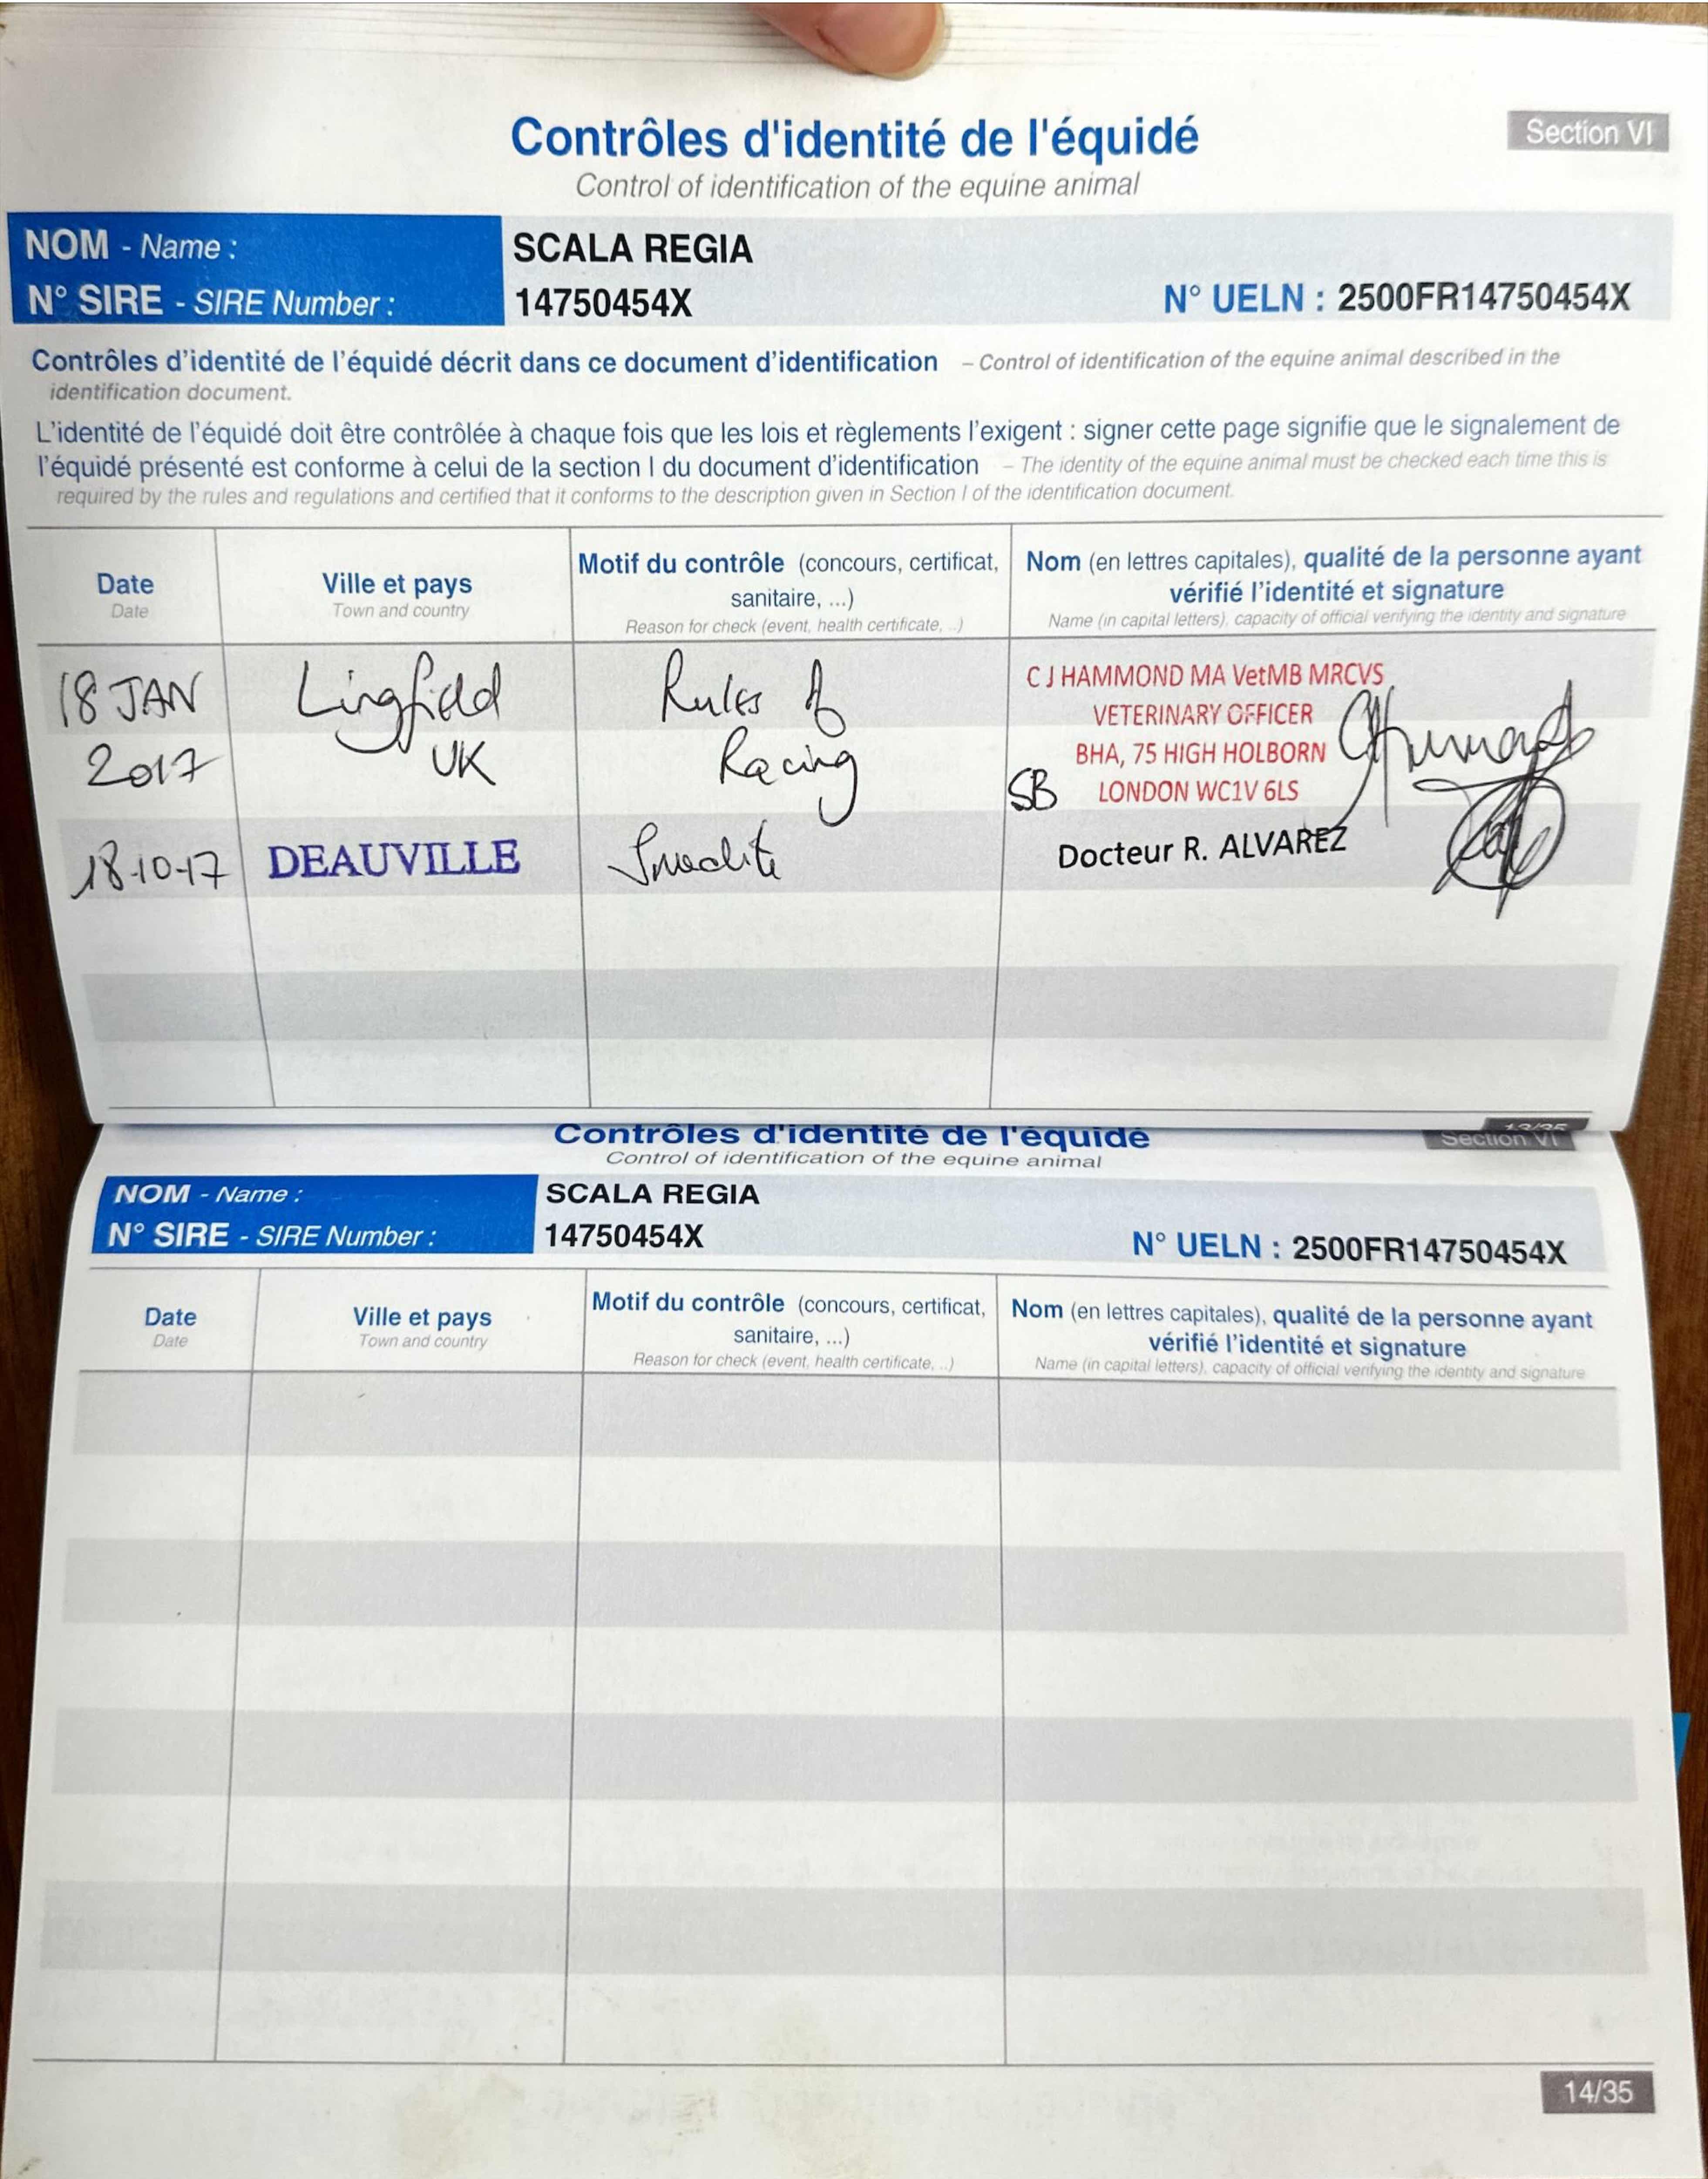 Contrôles d'identité de l'équidé
Section VI
Control of identification of the equine animal
NOM - Name : SCALA REGIA
N° SIRE - SIRE Number : 14750454X N° UELN : 2500FR14750454X
Contrôles d'identité de l'équidé décrit dans ce document d'identification – Control of identification of the equine animal described in the
identification document.
L'identité de l'équidé doit être contrôlée à chaque fois que les lois et règlements l'exigent : signer cette page signifie que le signalement de
l'équidé présenté est conforme à celui de la section I du document d'identification – The identity of the equine animal must be checked each time this is
required by the rules and regulations and certified that it conforms to the description given in Section I of the identification document.
Date
Date
Ville et pays
Town and country
Motif du contrôle (concours, certificat,
sanitaire, ...)
Reason for check (event, health certificate, ...)
Nom (en lettres capitales), qualité de la personne ayant
vérifié l'identité et signature
Name (in capital letters), capacity of official verifying the identity and signature
18 JAN
2017
Lingfield
UK
Rules of
Racing
CJ HAMMOND MA VetMB MRCVS
VETERINARY OFFICER
BHA, 75 HIGH HOLBORN
SB LONDON WC1V 6LS
18-10-17
DEAUVILLE
Docteur R. ALVAREZ
13/35
Contrôles d'identité de l'équidé
Section VI
Control of identification of the equine animal
NOM - Name : SCALA REGIA
N° SIRE - SIRE Number : 14750454X N° UELN : 2500FR14750454X
Date
Date
Ville et pays
Town and country
Motif du contrôle (concours, certificat,
sanitaire, ...)
Reason for check (event, health certificate, ...)
Nom (en lettres capitales), qualité de la personne ayant
vérifié l'identité et signature
Name (in capital letters), capacity of official verifying the identity and signature
14/35